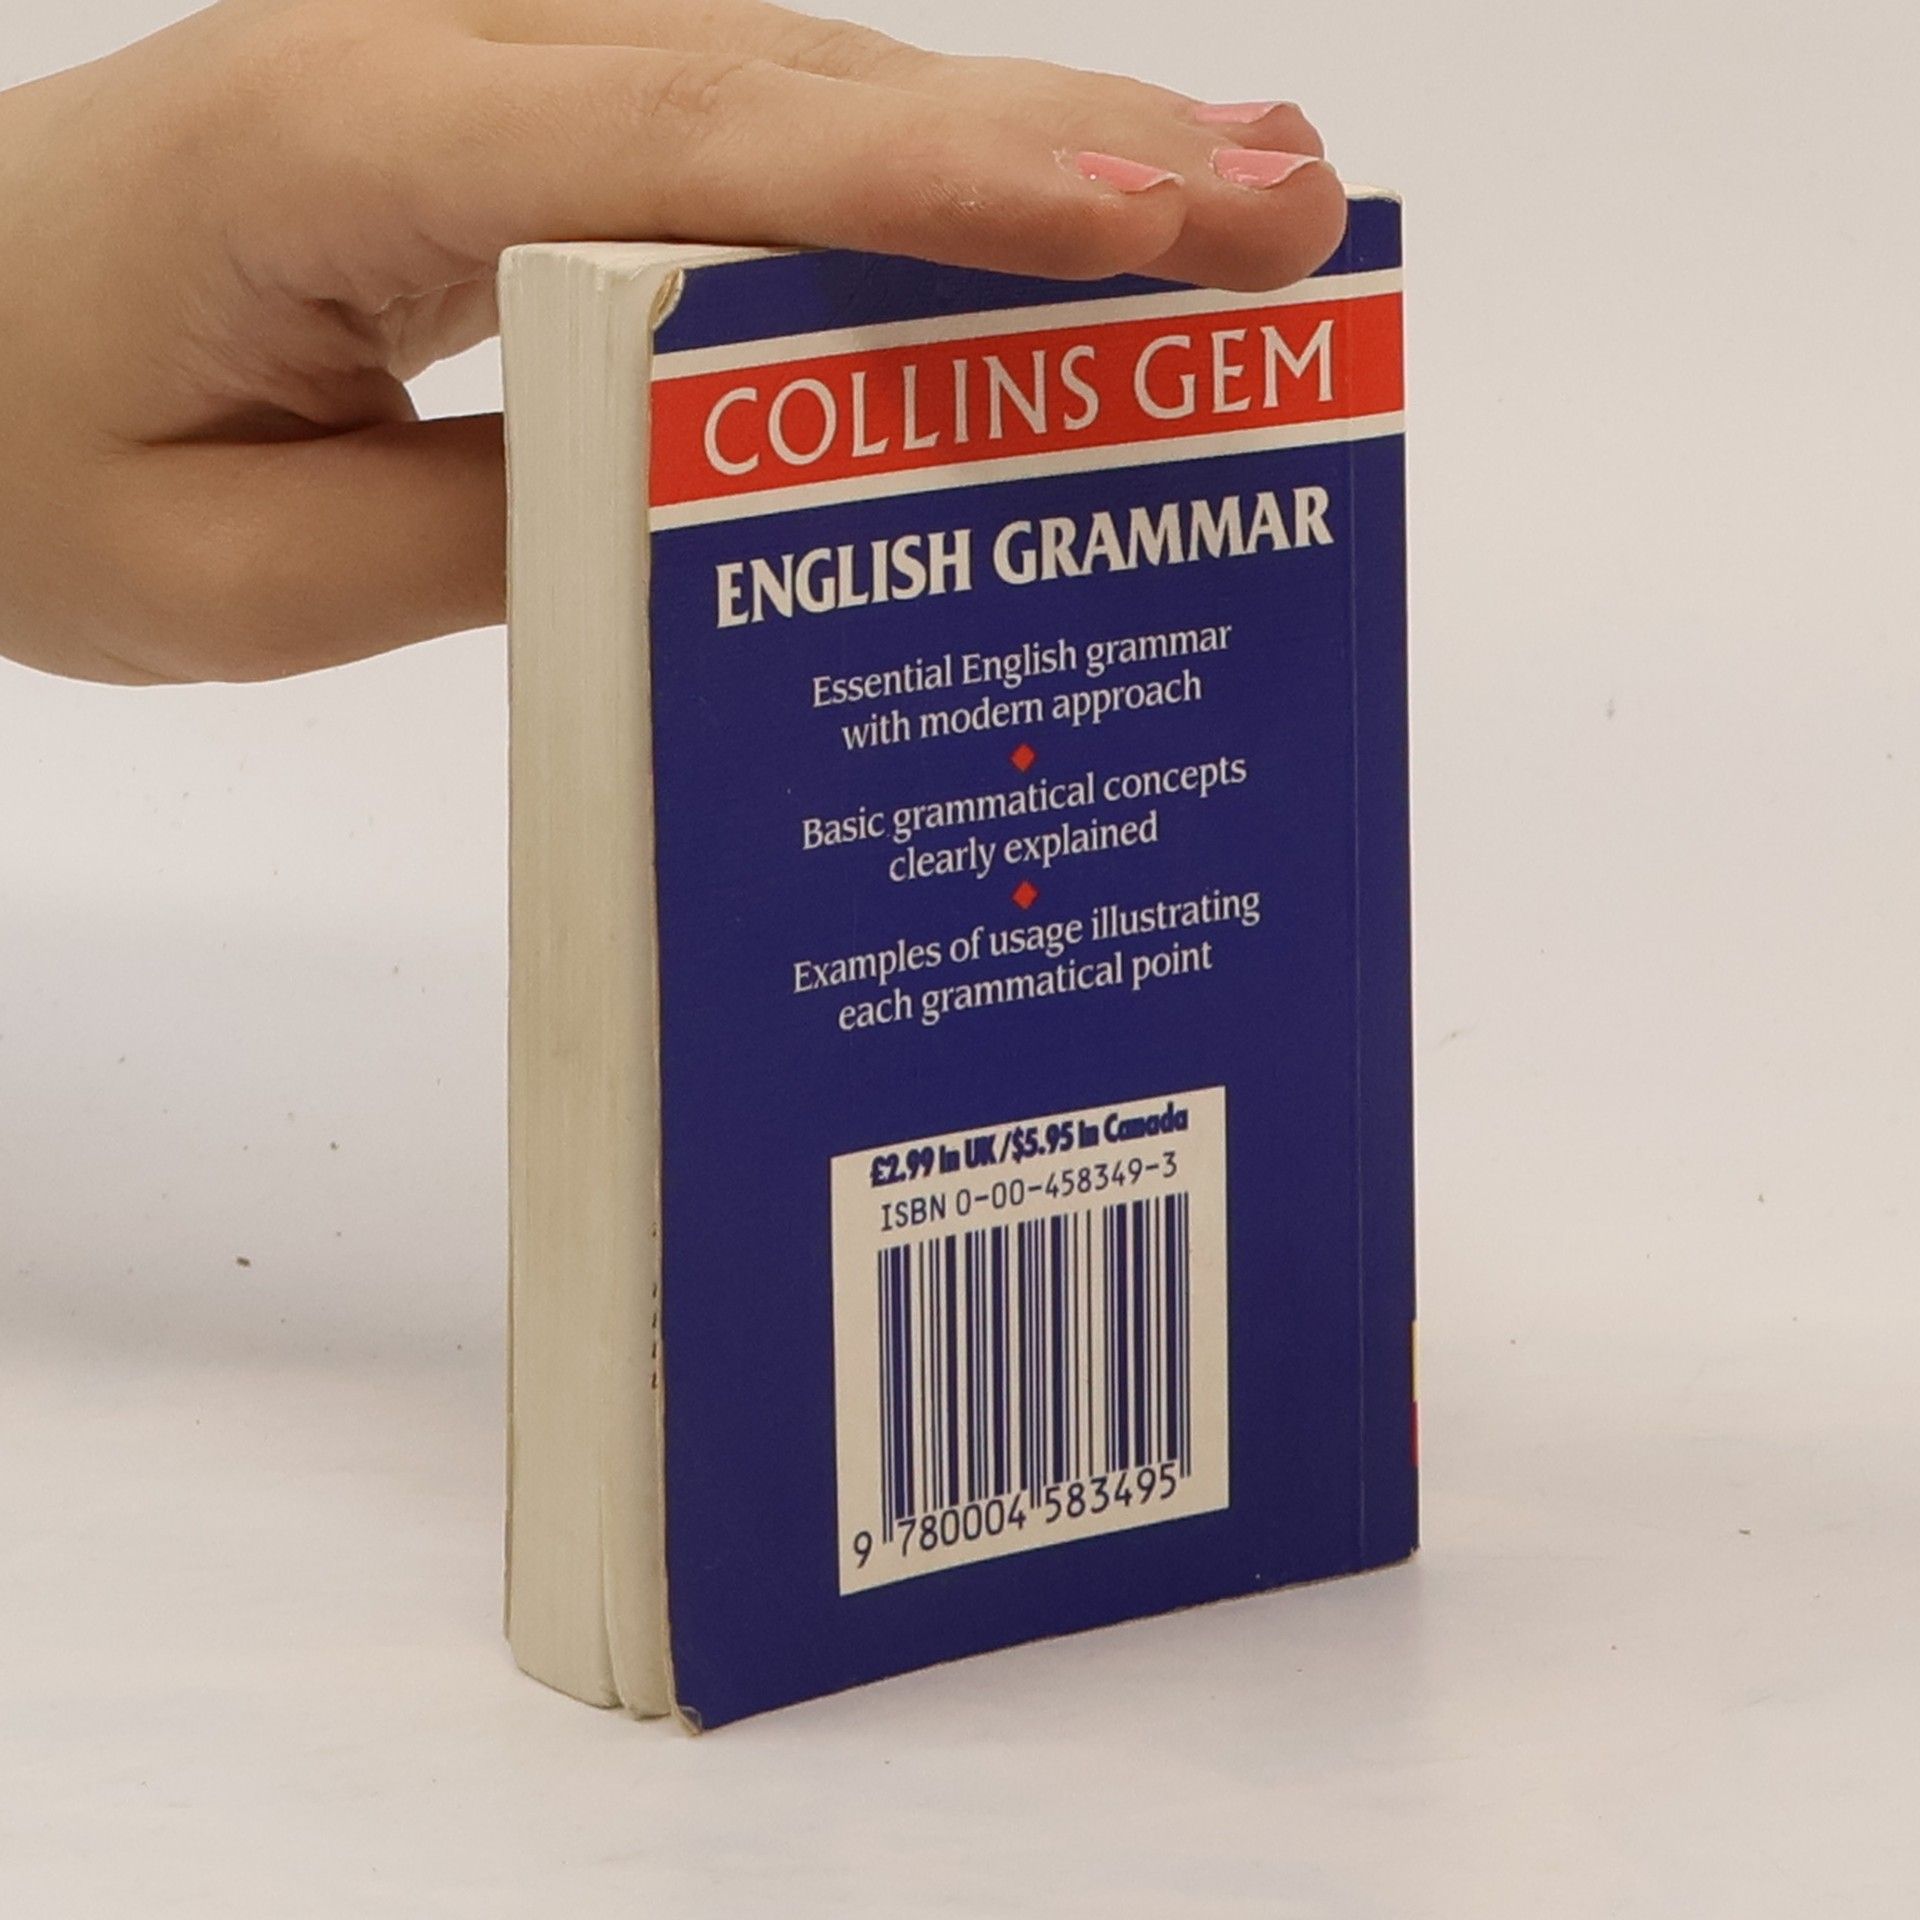 COLLINS GEM
ENGLISH GRAMMAR
Essential English grammar
with modern approach
Basic grammatical concepts
clearly explained
Examples of usage illustrating
each grammatical point
£2.99 In UK/$5.95 In Canada
ISBN 0-00-458349-3
9 780004 583495